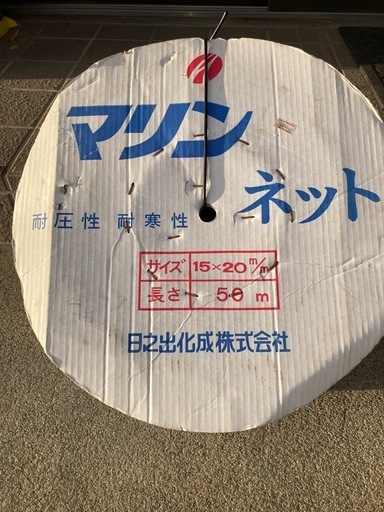 マリン
ネット
耐圧性 耐寒性
サイズ 15×20 m/m
長さ 50 m
日之出化成株式会社